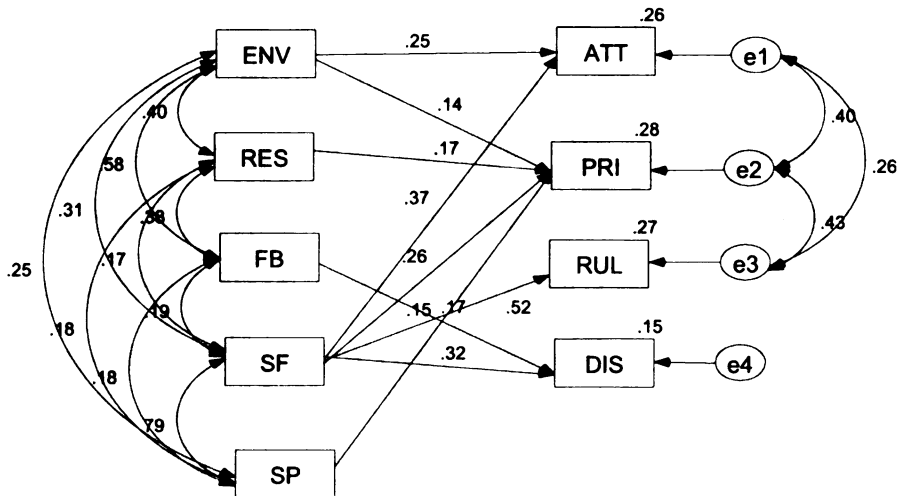 .26
ENV
.25
ATT
e1
.40
.14
.28
.40
RES
.17
PRI
e2
.26
.58
.37
.31
.38
.27
.43
.17
FB
.26
RUL
e3
.25
.19
.15
.17
.52
.15
.18
SF
.32
DIS
e4
.18
.79
SP